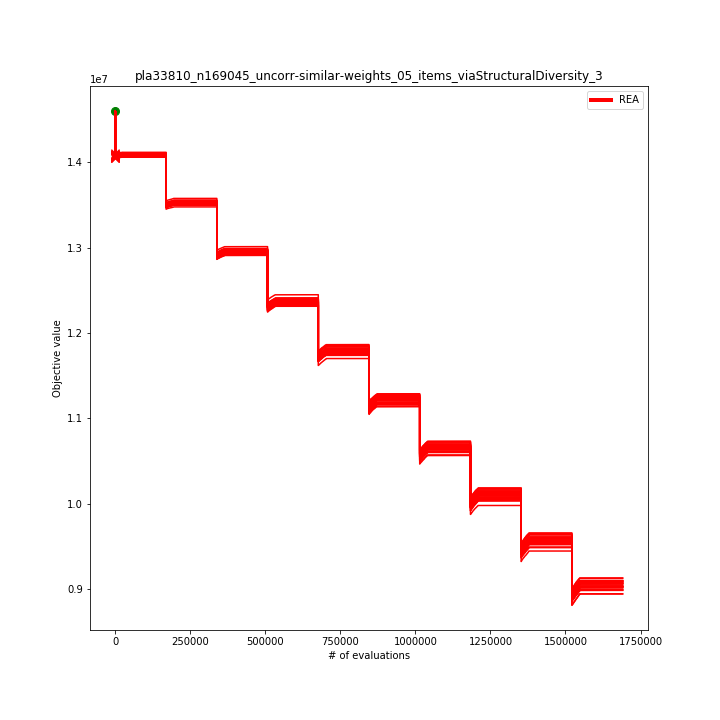 pla33810_n169045_uncorr-similar-weights_05_items_viaStructuralDiversity_3
1e7
REA
1.4
1.3
1.2
1.1
1.0
0.9
Objective value
0
250000
500000
750000
1000000
1250000
1500000
1750000
# of evaluations